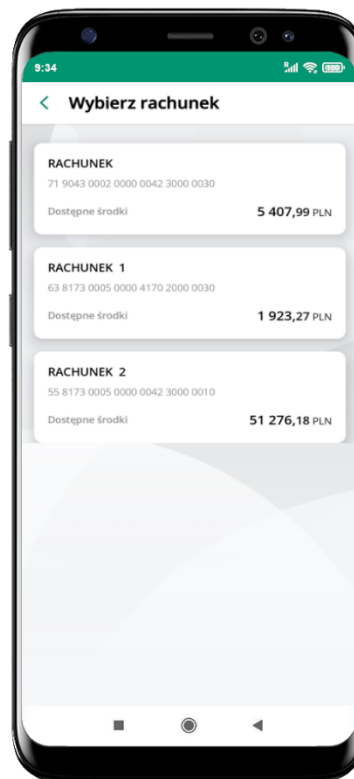 9:34
R
100
Wybierz rachunek
RACHUNEK
71 9043 0002 0000 0042 3000 0030
Dostępne środki 5 407,99 PLN
RACHUNEK 1
63 8173 0005 0000 4170 2000 0030
Dostępne środki 1 923,27 PLN
RACHUNEK 2
55 8173 0005 0000 0042 3000 0010
Dostępne środki 51 276,18 PLN